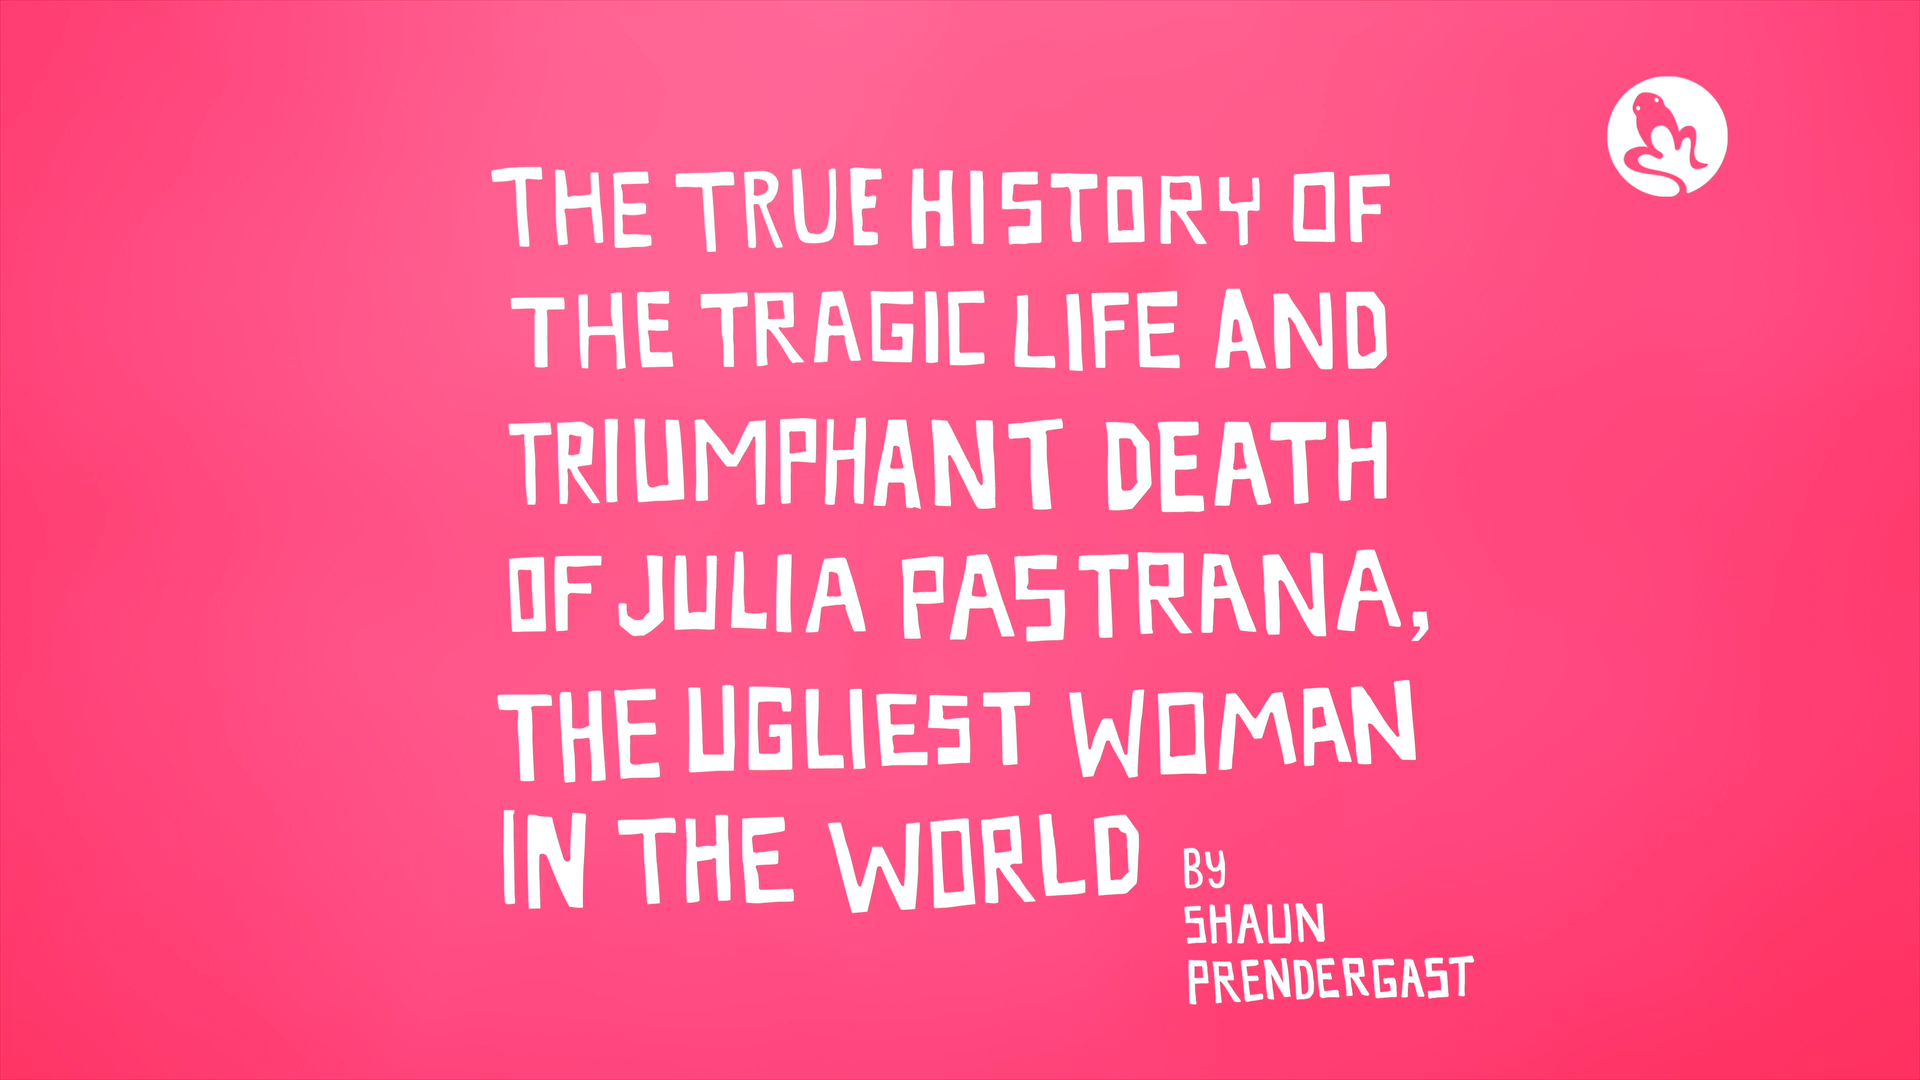 THE TRUE HISTORY OF
THE TRAGIC LIFE AND
TRIUMPHANT DEATH
OF JULIA PASTRANA,
THE UGLIEST WOMAN
IN THE WORLD
BY
SHAUN
PRENDERGAST